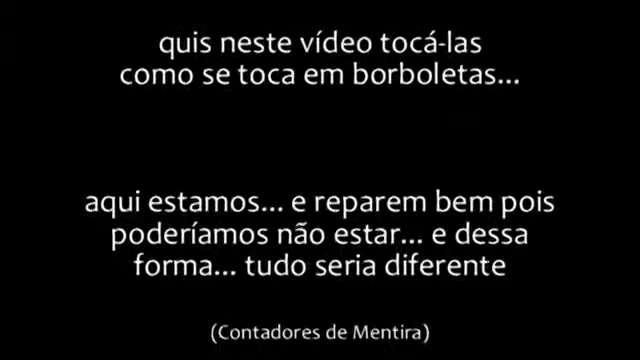 quis neste vídeo tocá-las
como se toca em borboletas...
aqui estamos... e reparem bem pois
poderíamos não estar... e dessa
forma... tudo seria diferente
(Contadores de Mentira)